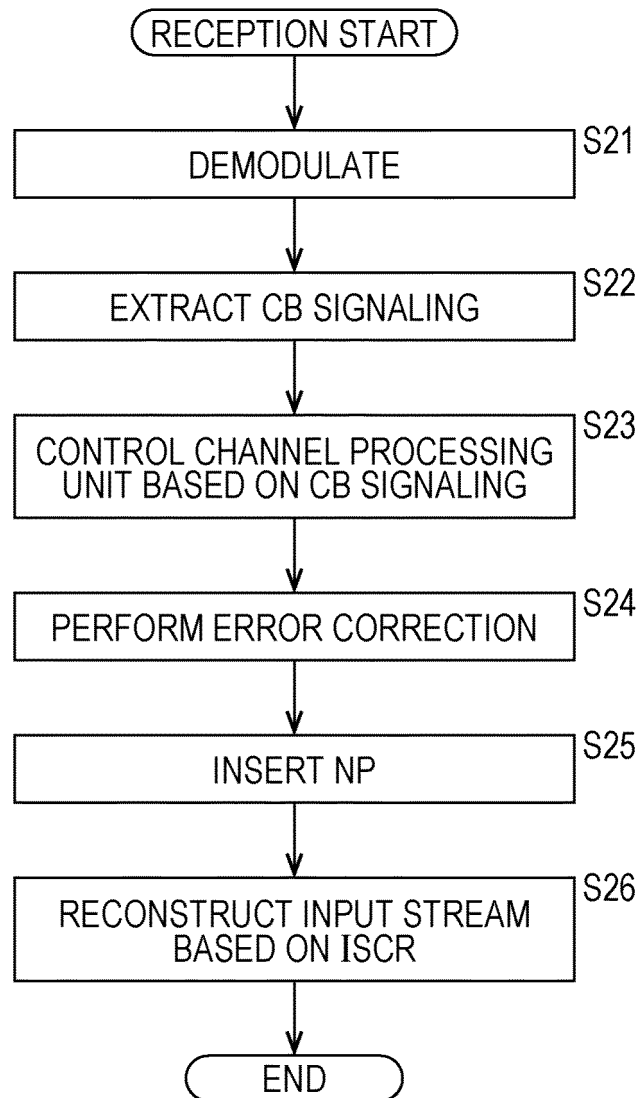 RECEPTION START
S21
DEMODULATE
S22
EXTRACT CB SIGNALING
S23
CONTROL CHANNEL PROCESSING
UNIT BASED ON CB SIGNALING
S24
PERFORM ERROR CORRECTION
S25
INSERT NP
S26
RECONSTRUCT INPUT STREAM
BASED ON ISCR
END